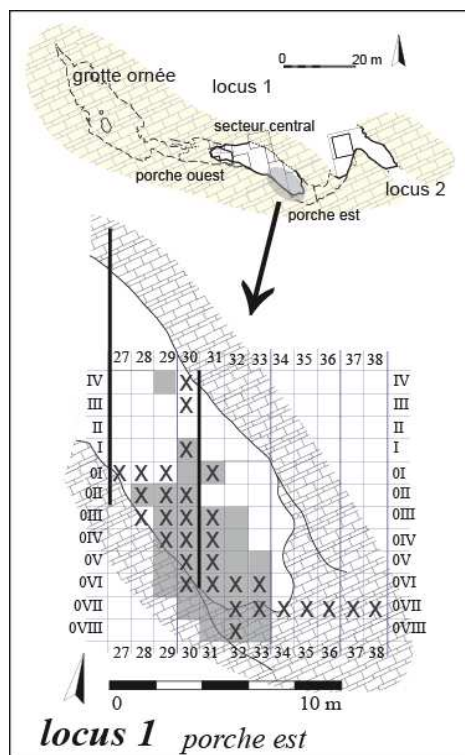 0 20 m
grotte ornée
locus 1
secteur central
porche ouest
porche est
locus 2
27 28 29 30 31 32 33 34 35 36 37 38
IV X IV
III X III
II II
I X I
0I X X X X 0I
0II X X X 0II
0III X X X X 0III
0IV X X X 0IV
0V X X 0V
0VI X X X X 0VI
0VII X X X X X X X 0VII
0VIII X 0VIII
27 28 29 30 31 32 33 34 35 36 37 38
0 10 m
locus 1 porche est